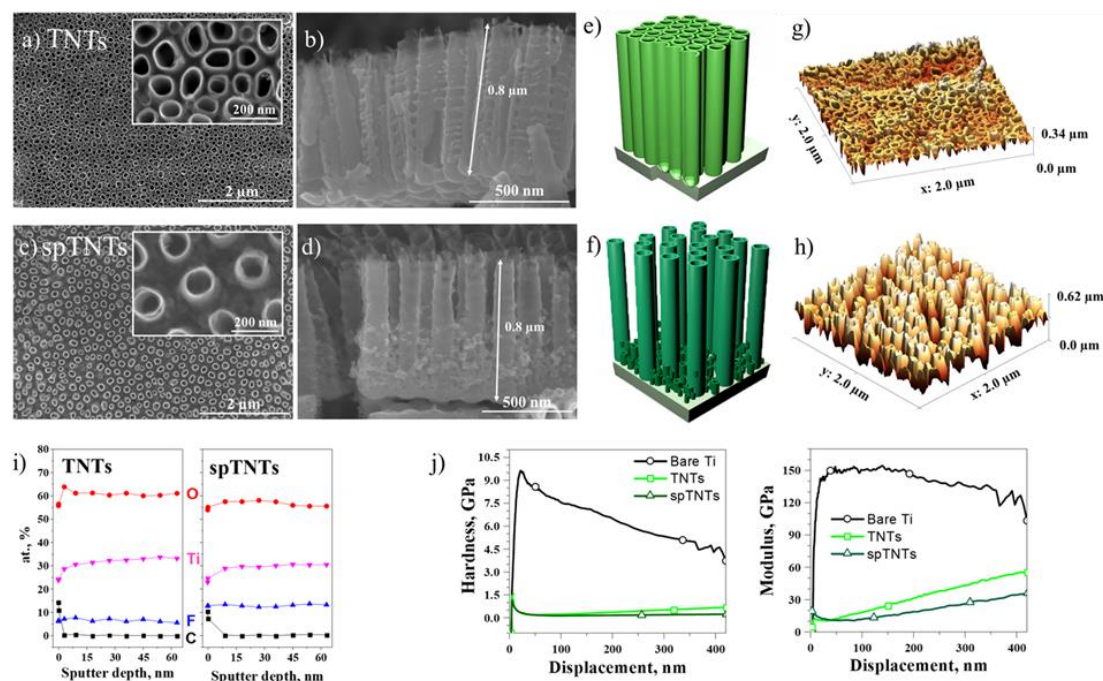 a) TNTs
200 nm
2 µm
b)
0.8 µm
500 nm
e)
g)
y: 2.0 µm
x: 2.0 µm
0.34 µm
0.0 µm
c) spTNTs
200 nm
2 µm
d)
0.8 µm
500 nm
f)
h)
y: 2.0 µm
x: 2.0 µm
0.62 µm
0.0 µm
i)
TNTs
spTNTs
at., %
80
70
60
50
40
30
20
10
0
O
Ti
F
C
0 15 30 45 60
0 15 30 45 60
Sputter depth, nm
Sputter depth, nm
j)
Hardness, GPa
10.5
9.0
7.5
6.0
4.5
3.0
1.5
0.0
Bare Ti
TNTs
spTNTs
0 100 200 300 400
Displacement, nm
Modulus, GPa
150
120
90
60
30
0
Bare Ti
TNTs
spTNTs
0 100 200 300 400
Displacement, nm